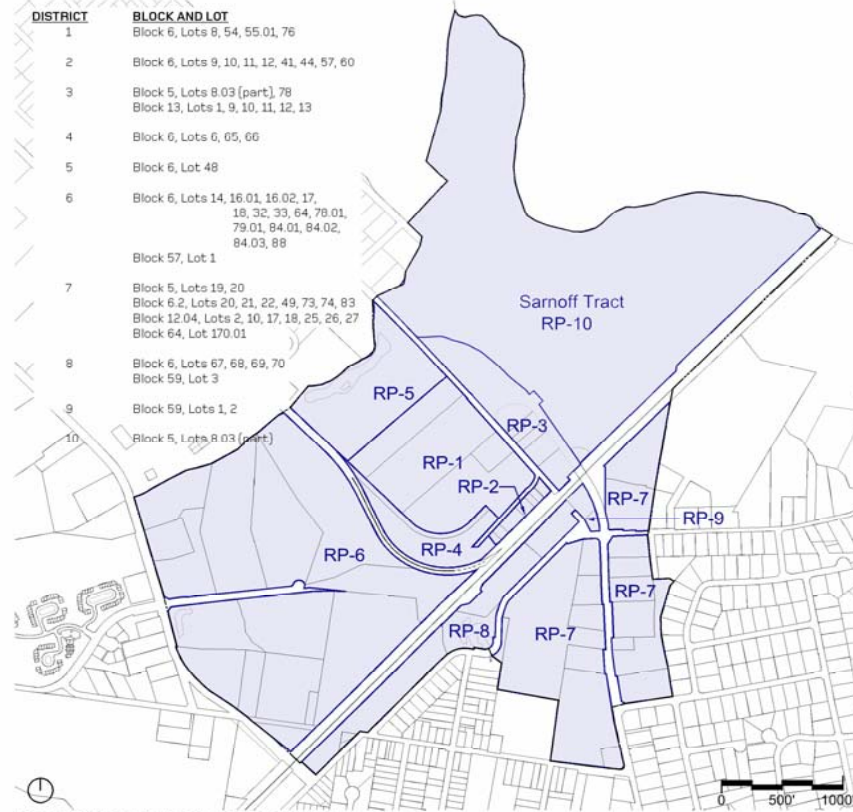 DISTRICT BLOCK AND LOT
1 Block 6, Lots 8, 54, 55.01, 76
2 Block 6, Lots 9, 10, 11, 12, 41, 44, 57, 60
3 Block 5, Lots 8.03 (part), 78
Block 13, Lots 1, 9, 10, 11, 12, 13
4 Block 6, Lots 6, 65, 66
5 Block 6, Lot 48
6 Block 6, Lots 14, 16.01, 16.02, 17,
18, 32, 33, 64, 78.01,
79.01, 84.01, 84.02,
84.03, 88
Block 57, Lot 1
7 Block 5, Lots 19, 20
Block 6.2, Lots 20, 21, 22, 49, 73, 74, 83
Block 12.04, Lots 2, 10, 17, 18, 25, 26, 27
Block 64, Lot 170.01
8 Block 6, Lots 67, 68, 69, 70
Block 59, Lot 3
9 Block 59, Lots 1, 2
10 Block 5, Lots 8.03 (part)
Sarnoff Tract
RP-10
RP-5
RP-3
RP-1
RP-2
RP-7
RP-9
RP-4
RP-6
RP-7
RP-8
RP-7
0 500' 1000'